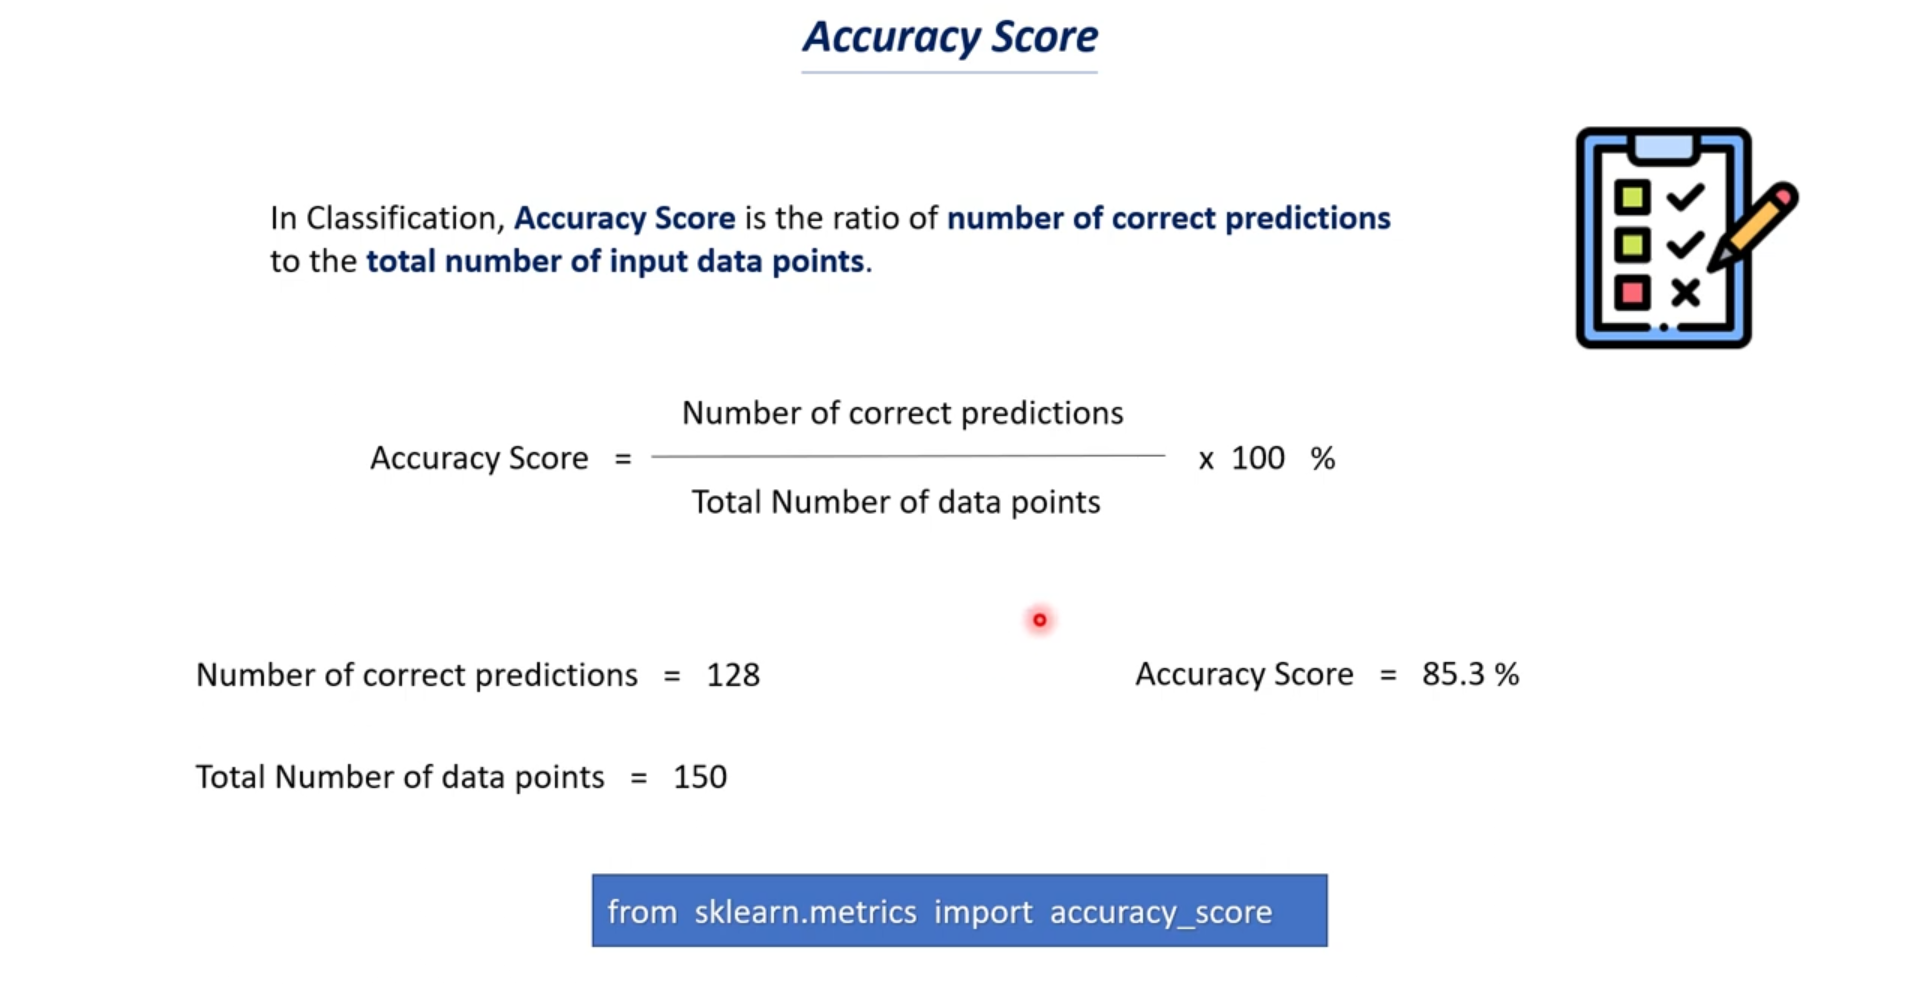 Accuracy Score
In Classification, Accuracy Score is the ratio of number of correct predictions
to the total number of input data points.
Number of correct predictions
Accuracy Score = x 100 %
Total Number of data points
Number of correct predictions = 128
Accuracy Score = 85.3 %
Total Number of data points = 150
from sklearn.metrics import accuracy_score